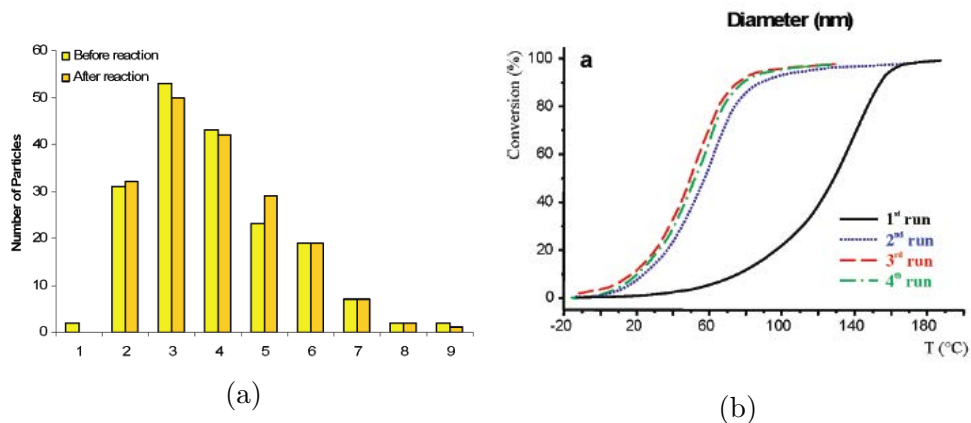 Before reaction
After reaction
Number of Particles
60
50
40
30
20
10
0
1 2 3 4 5 6 7 8 9
(a)
Diameter (nm)
a
Conversion (%)
100
80
60
40
20
0
-20 20 60 100 140 180
T (°C)
1st run
2nd run
3rd run
4th run
(b)